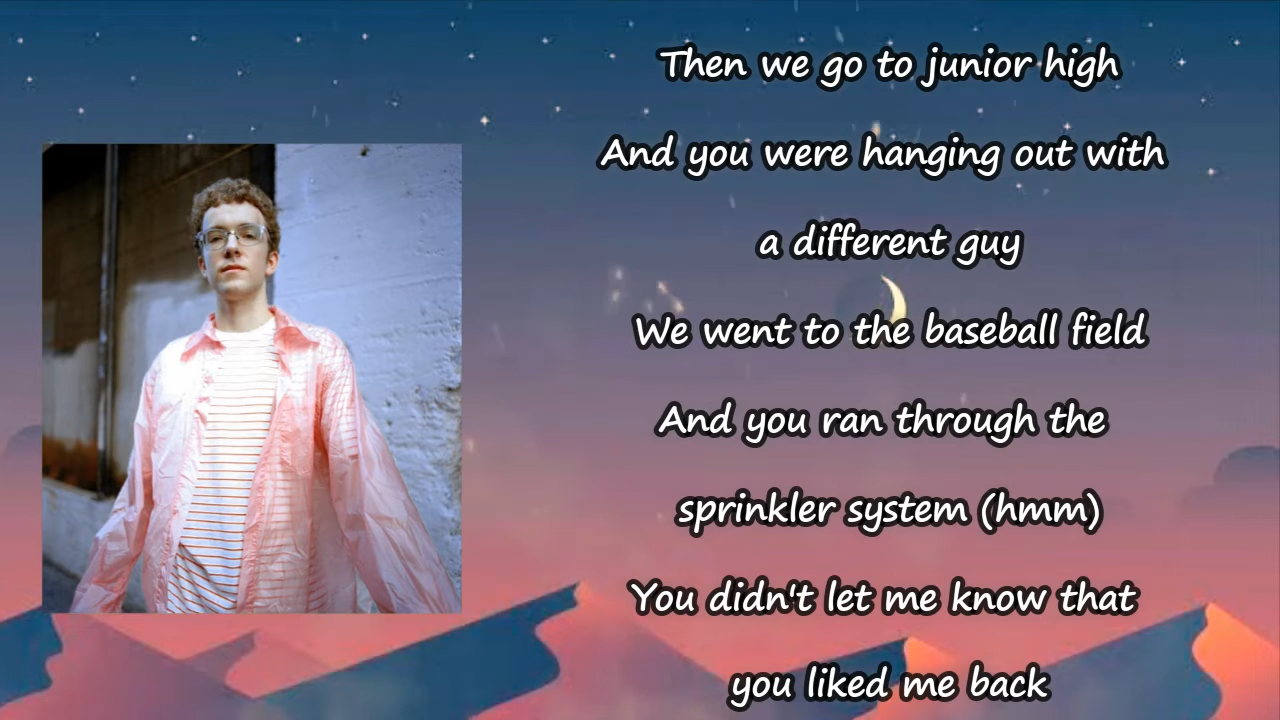 Then we go to junior high
And you were hanging out with
a different guy
We went to the baseball field
And you ran through the
sprinkler system (hmm)
You didn't let me know that
you liked me back